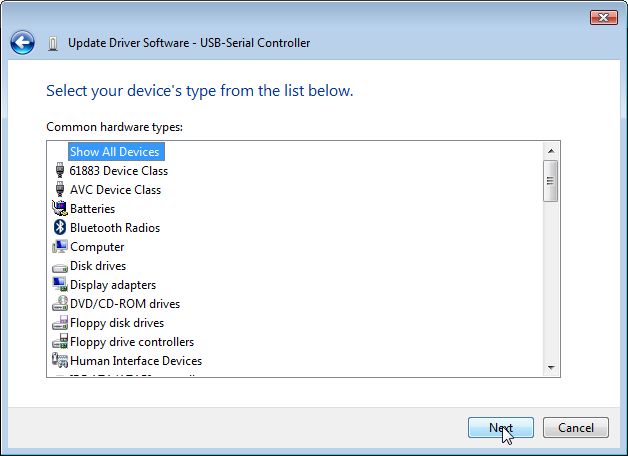 Update Driver Software - USB-Serial Controller
Select your device's type from the list below.
Common hardware types:
Show All Devices
61883 Device Class
AVC Device Class
Batteries
Bluetooth Radios
Computer
Disk drives
Display adapters
DVD/CD-ROM drives
Floppy disk drives
Floppy drive controllers
Human Interface Devices
Next
Cancel